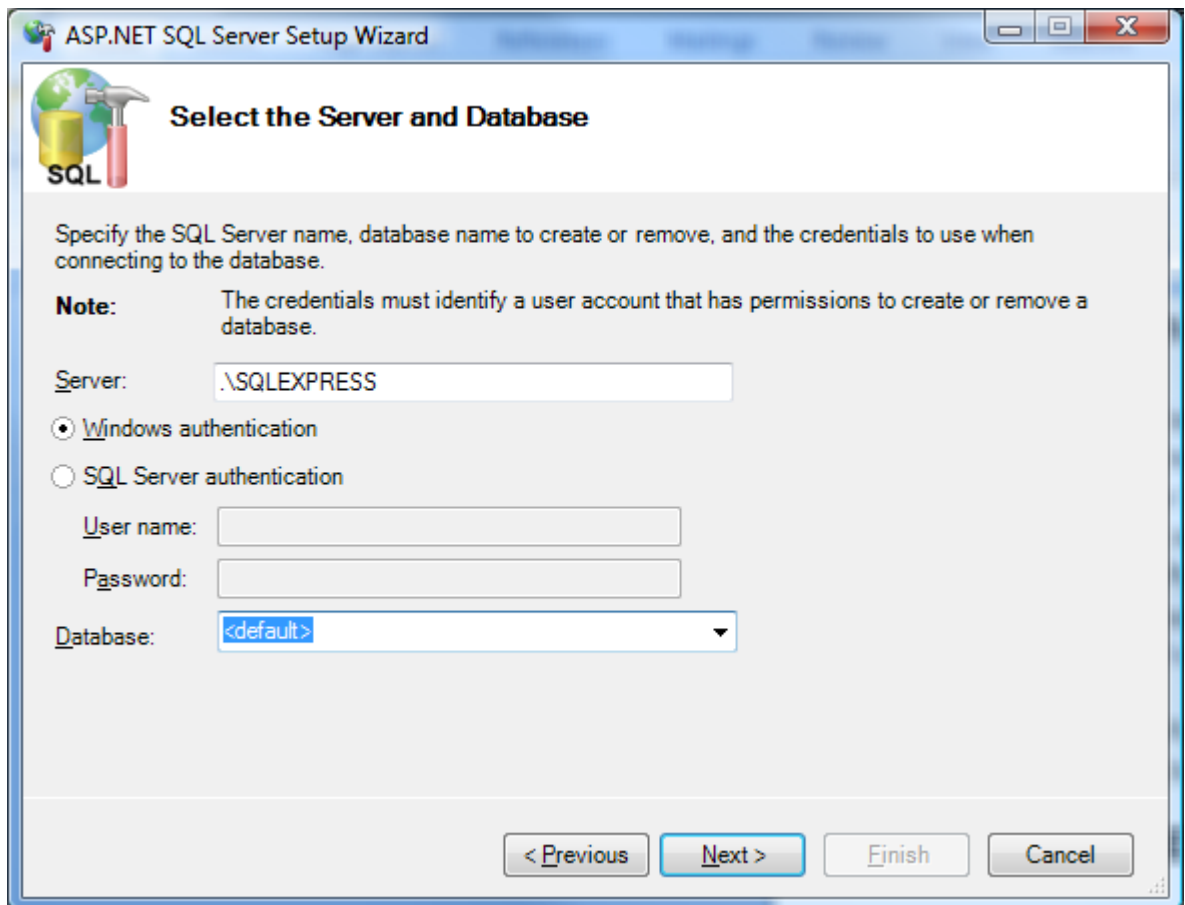 ASP.NET SQL Server Setup Wizard
SQL
Select the Server and Database
Specify the SQL Server name, database name to create or remove, and the credentials to use when
connecting to the database.
Note: The credentials must identify a user account that has permissions to create or remove a
database.
Server: .\SQLEXPRESS
Windows authentication
SQL Server authentication
User name:
Password:
Database: <default>
< Previous Next > Finish Cancel